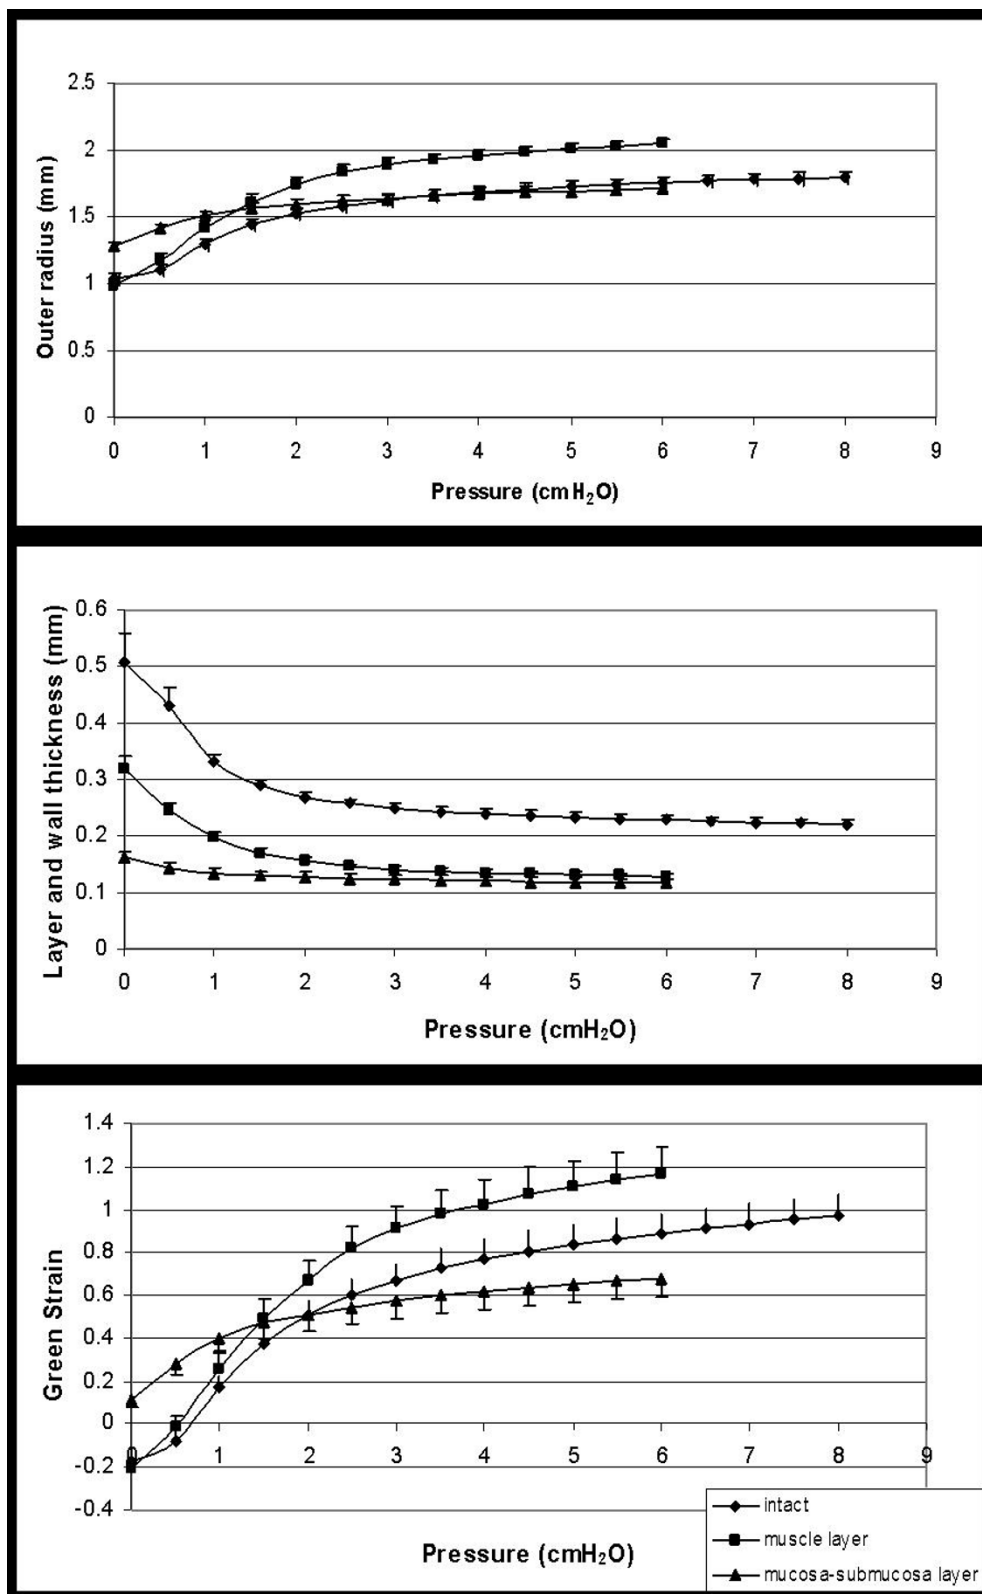 2.5
2
1.5
1
0.5
0
0 1 2 3 4 5 6 7 8 9
Outer radius (mm)
Pressure (cmH₂O)
0.6
0.5
0.4
0.3
0.2
0.1
0
0 1 2 3 4 5 6 7 8 9
Layer and wall thickness (mm)
Pressure (cmH₂O)
1.4
1.2
1
0.8
0.6
0.4
0.2
0
-0.2
-0.4
0 1 2 3 4 5 6 7 8 9
Green Strain
Pressure (cmH₂O)
intact
muscle layer
mucosa-submucosa layer